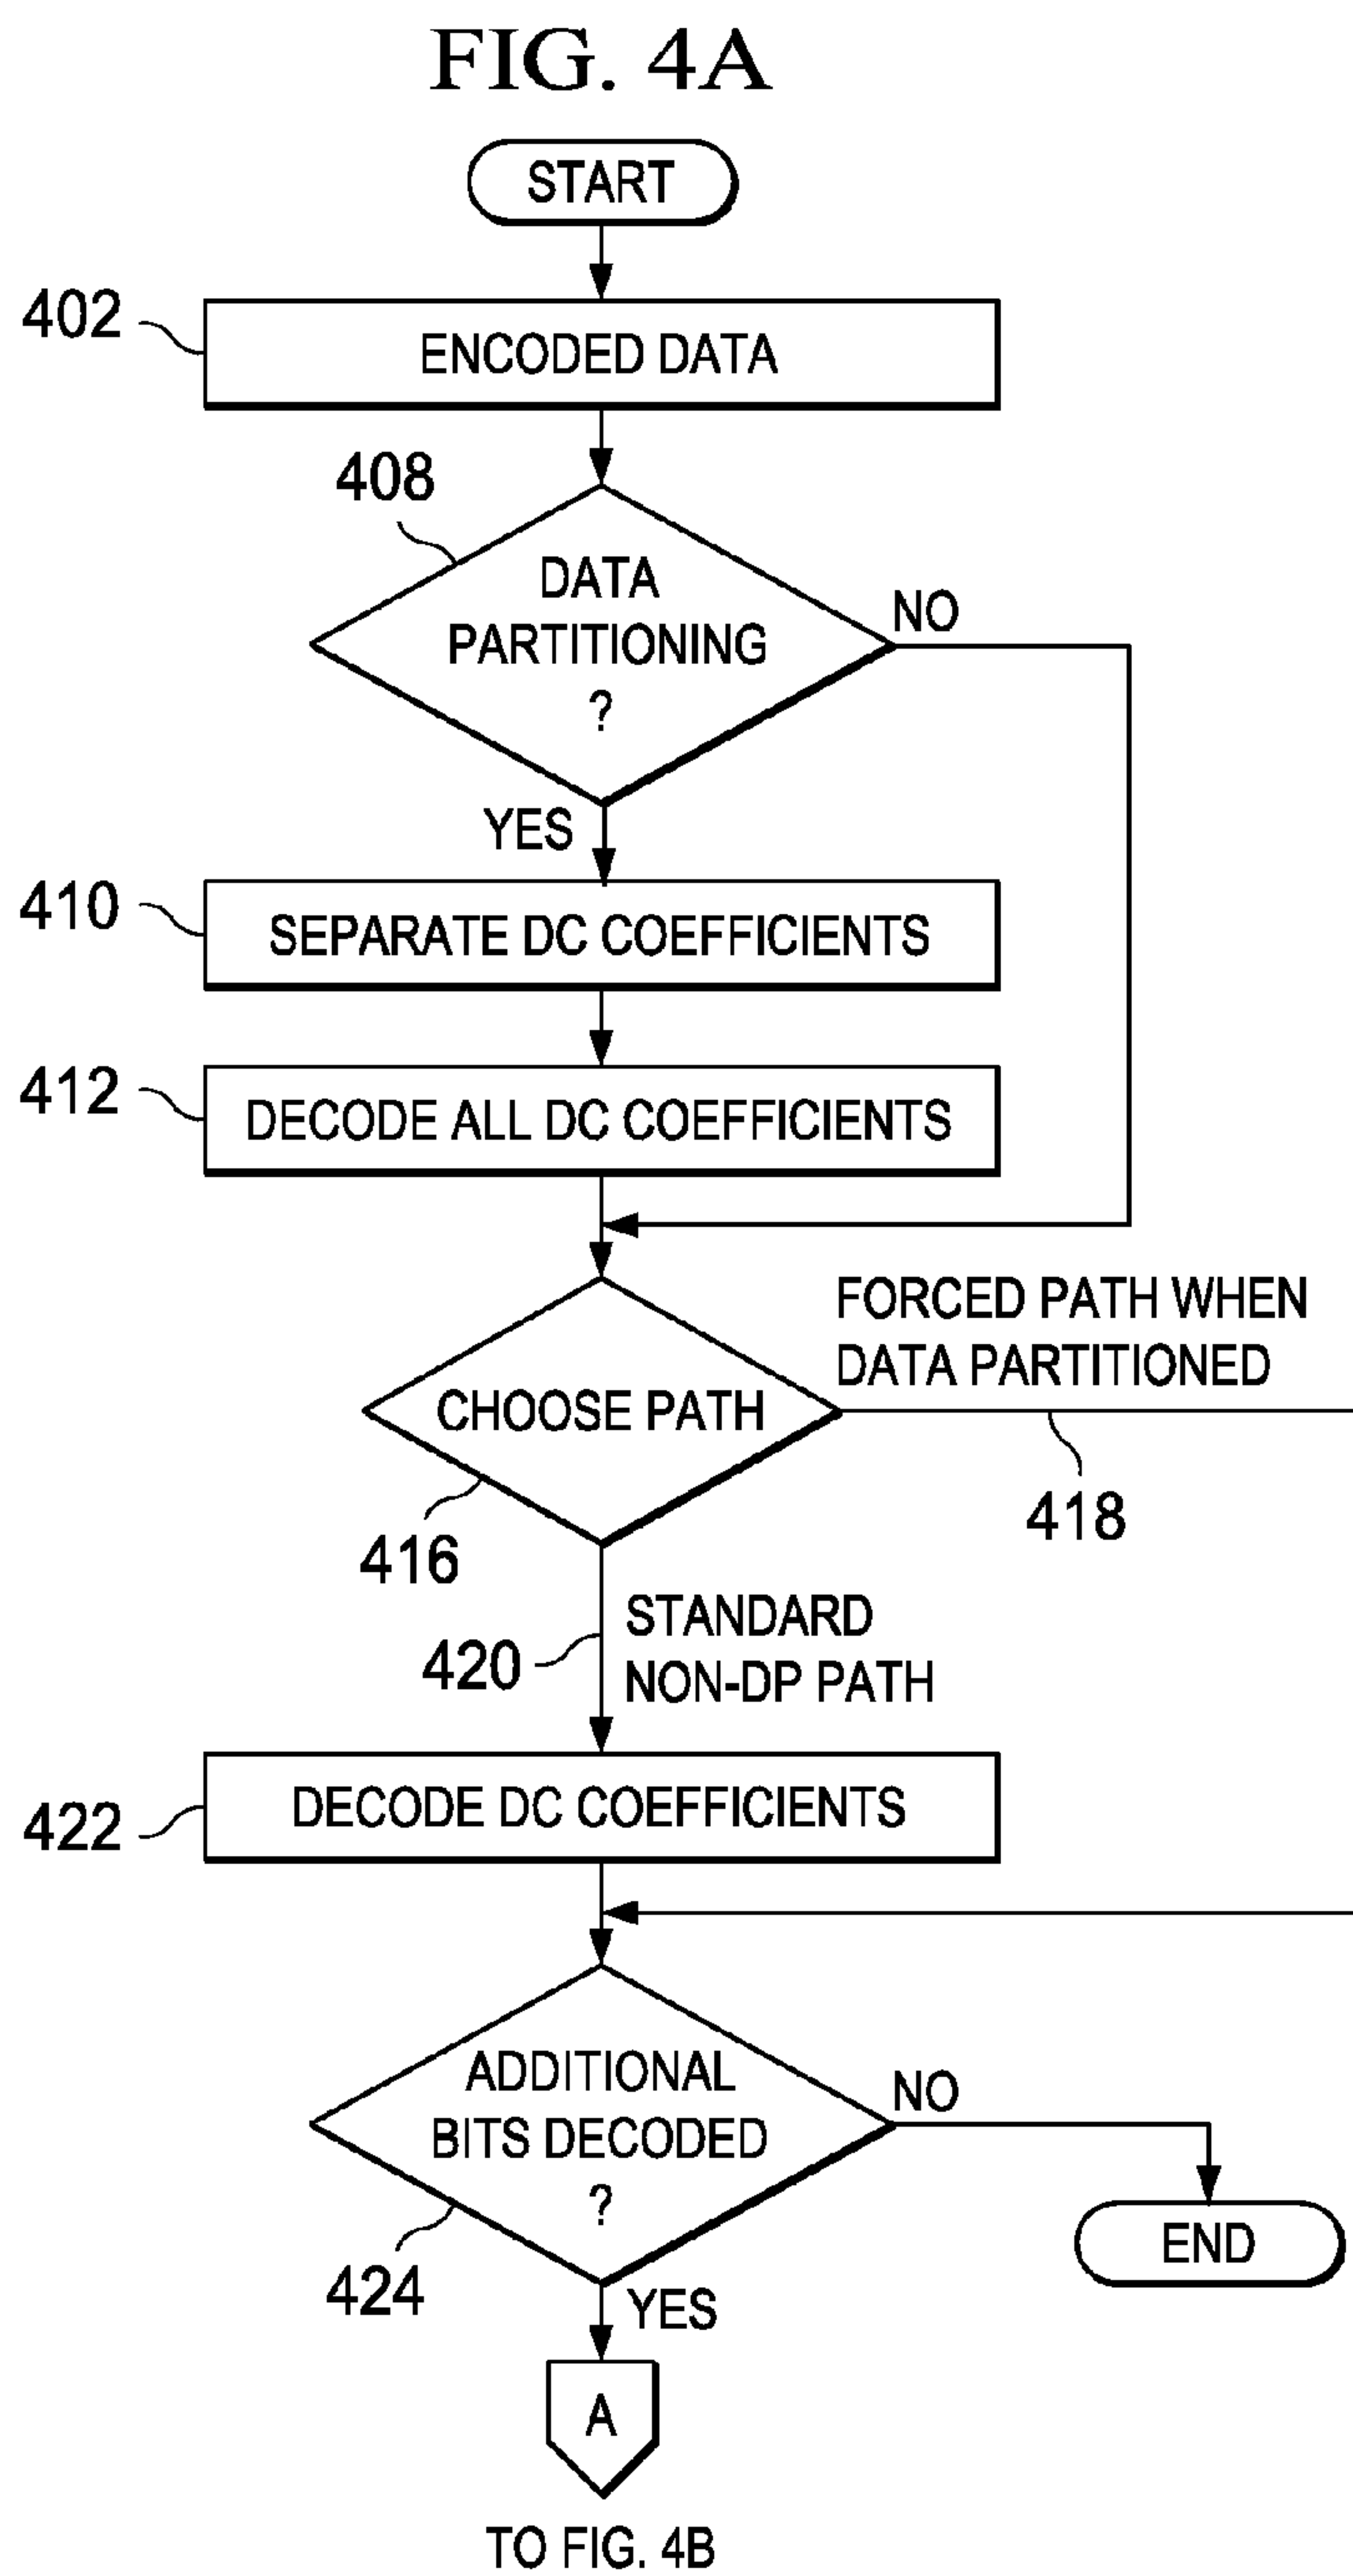 FIG. 4A
START
402
ENCODED DATA
408
DATA
PARTITIONING
?
NO
YES
410
SEPARATE DC COEFFICIENTS
412
DECODE ALL DC COEFFICIENTS
FORCED PATH WHEN
DATA PARTITIONED
CHOOSE PATH
418
416
STANDARD
NON-DP PATH
420
422
DECODE DC COEFFICIENTS
ADDITIONAL
BITS DECODED
?
NO
END
424
YES
A
TO FIG. 4B